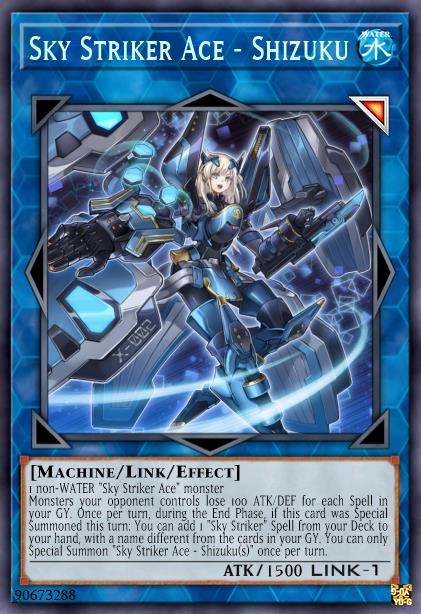 SKY STRIKER ACE - SHIZUKU
WATER
水
X-002
[MACHINE/LINK/EFFECT]
1 non-WATER "Sky Striker Ace" monster
Monsters your opponent controls lose 100 ATK/DEF for each Spell in
your GY. Once per turn, during the End Phase, if this card was Special
Summoned this turn: You can add 1 "Sky Striker" Spell from your Deck to
your hand, with a name different from the cards in your GY. You can only
Special Summon "Sky Striker Ace - Shizuku(s)" once per turn.
ATK/1500 LINK-1
90673288